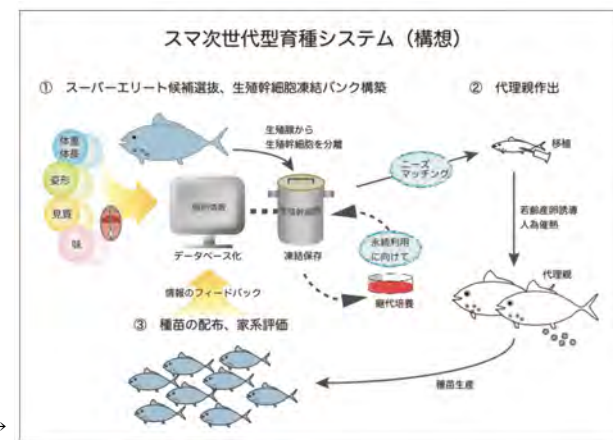 スマ次世代型育種システム（構想）
① スーパーエリート候補選抜、生殖幹細胞凍結バンク構築
② 代理親作出
体重
体長
姿形
見質
味
生殖腺から
生殖幹細胞を分離
データベース化
凍結保存
ニーズ
マッチング
移植
若齢産卵誘導
人為催熟
代理親
永続利用
に向けて
継代培養
情報のフィードバック
③ 種苗の配布、家系評価
種苗生産